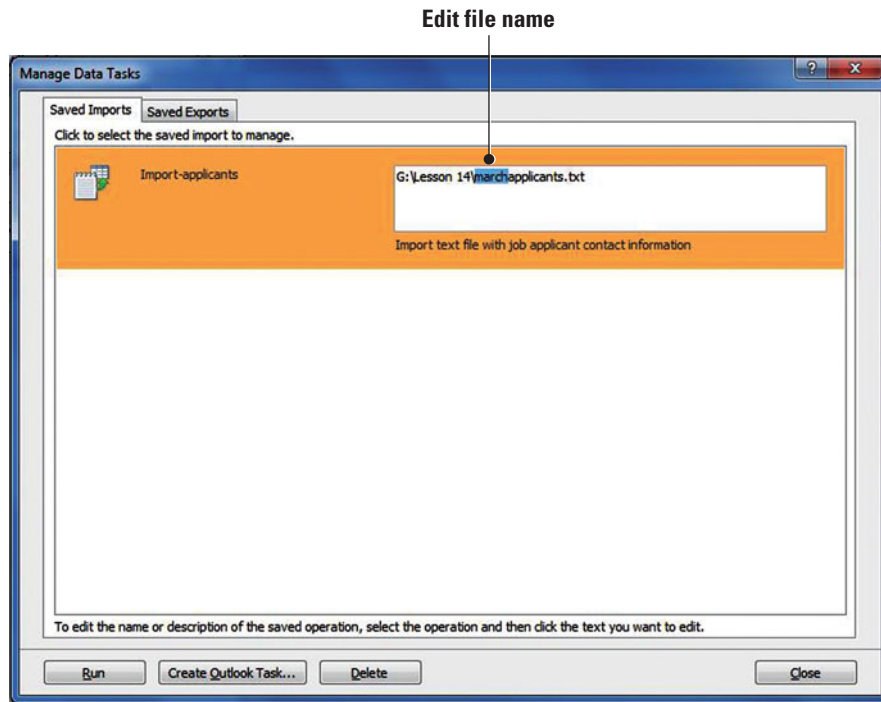 Edit file name
Manage Data Tasks
Saved Imports Saved Exports
Click to select the saved import to manage.
Import-applicants
G:\Lesson 14\marchapplicants.txt
Import text file with job applicant contact information
To edit the name or description of the saved operation, select the operation and then click the text you want to edit.
Run Create Outlook Task... Delete Close